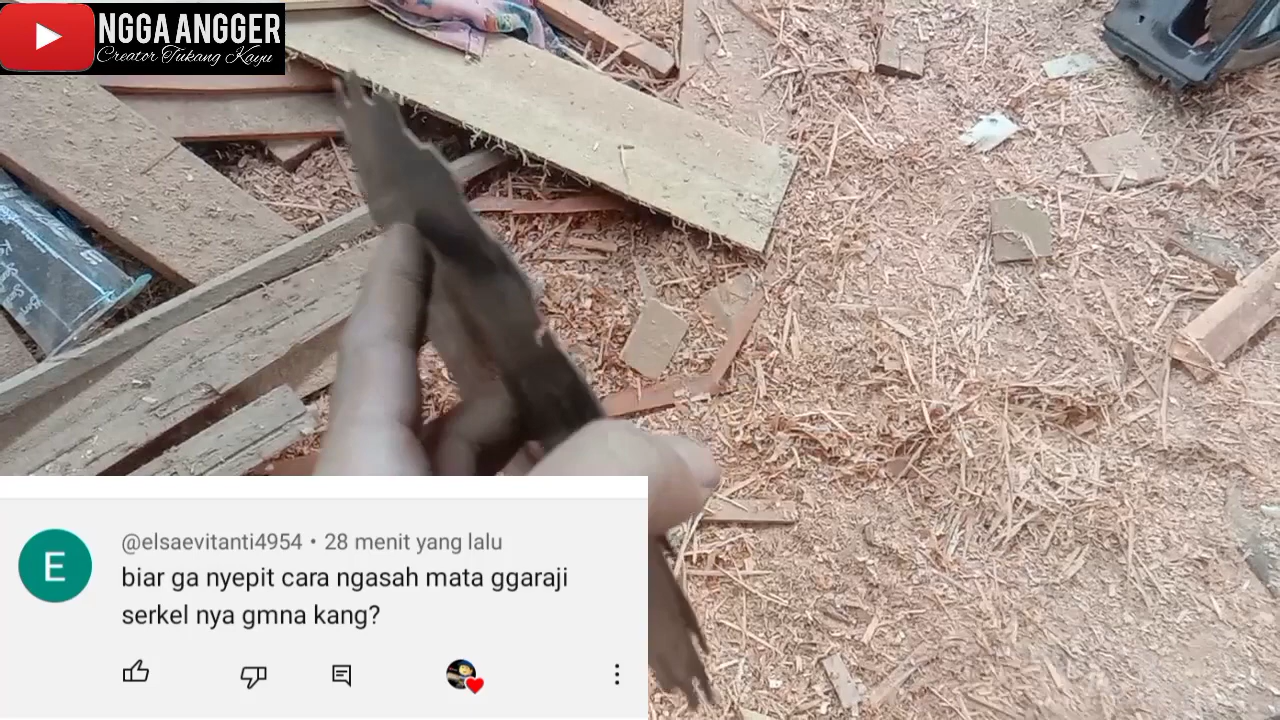 NGGA ANGGER
Creator Tukang Kayu
E
@elsaevitanti4954 • 28 menit yang lalu
biar ga nyepit cara ngasah mata ggaraji
serkel nya gmna kang?